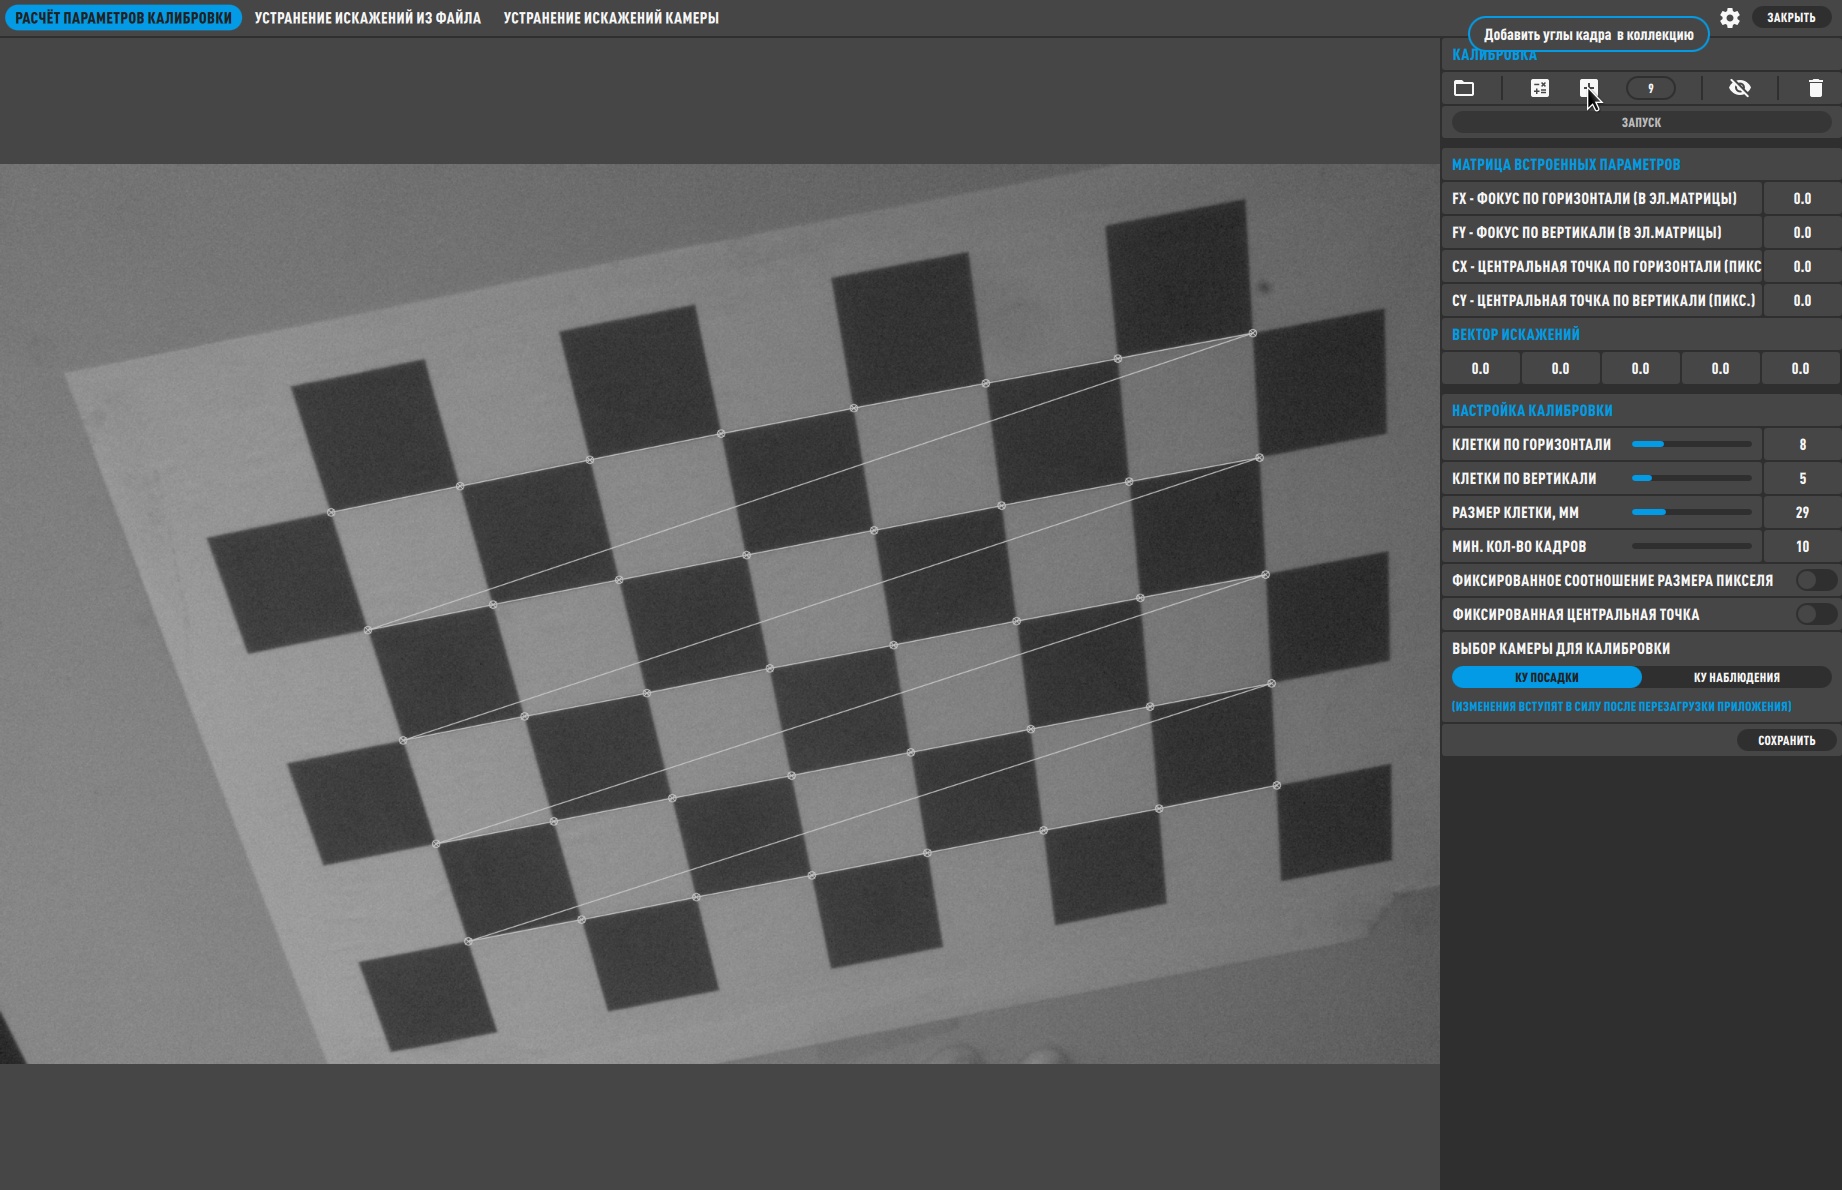 РАСЧЁТ ПАРАМЕТРОВ КАЛИБРОВКИ УСТРАНЕНИЕ ИСКАЖЕНИЙ ИЗ ФАЙЛА УСТРАНЕНИЕ ИСКАЖЕНИЙ КАМЕРЫ ЗАКРЫТЬ
Добавить углы кадра в коллекцию
КАЛИБРОВКА
9
ЗАПУСК
МАТРИЦА ВСТРОЕННЫХ ПАРАМЕТРОВ
FX - ФОКУС ПО ГОРИЗОНТАЛИ (В ЭЛ.МАТРИЦЫ) 0.0
FY - ФОКУС ПО ВЕРТИКАЛИ (В ЭЛ.МАТРИЦЫ) 0.0
CX - ЦЕНТРАЛЬНАЯ ТОЧКА ПО ГОРИЗОНТАЛИ (ПИКС 0.0
CY - ЦЕНТРАЛЬНАЯ ТОЧКА ПО ВЕРТИКАЛИ (ПИКС.) 0.0
ВЕКТОР ИСКАЖЕНИЙ
0.0 0.0 0.0 0.0 0.0
НАСТРОЙКА КАЛИБРОВКИ
КЛЕТКИ ПО ГОРИЗОНТАЛИ 8
КЛЕТКИ ПО ВЕРТИКАЛИ 5
РАЗМЕР КЛЕТКИ, ММ 29
МИН. КОЛ-ВО КАДРОВ 10
ФИКСИРОВАННОЕ СООТНОШЕНИЕ РАЗМЕРА ПИКСЕЛЯ
ФИКСИРОВАННАЯ ЦЕНТРАЛЬНАЯ ТОЧКА
ВЫБОР КАМЕРЫ ДЛЯ КАЛИБРОВКИ
КУ ПОСАДКИ КУ НАБЛЮДЕНИЯ
(ИЗМЕНЕНИЯ ВСТУПЯТ В СИЛУ ПОСЛЕ ПЕРЕЗАГРУЗКИ ПРИЛОЖЕНИЯ)
СОХРАНИТЬ